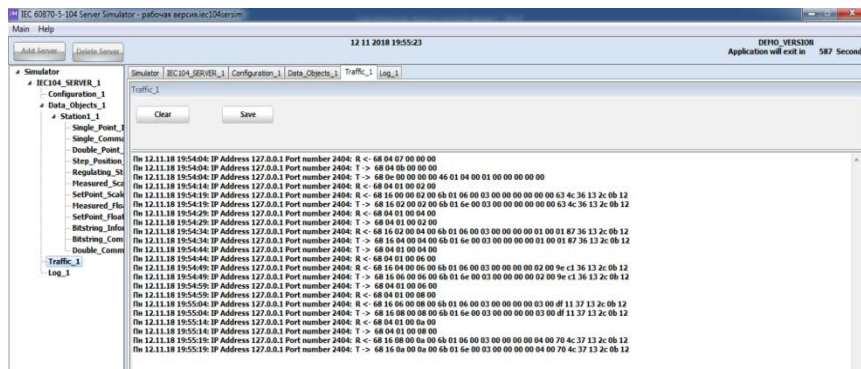 IEC 60870-5-104 Server Simulator - рабочая версия.iec104sersim
Main Help
Add Server Delete Server
12 11 2018 19:55:23
DEMO_VERSION
Application will exit in 587 Second
Simulator
IEC104_SERVER_1
Configuration_1
Data_Objects_1
Station1_1
Single_Point_I
Single_Comma
Double_Point_
Step_Position_
Regulating_St
Measured_Sca
SetPoint_Scale
Measured_Floa
SetPoint_Float
Bitstring_Infor
Bitstring_Com
Double_Comm
Traffic_1
Log_1
Simulator IEC104_SERVER_1 Configuration_1 Data_Objects_1 Traffic_1 Log_1
Traffic_1
Clear Save
Пн 12.11.18 19:54:04: IP Address 127.0.0.1 Port number 2404: R <- 68 04 07 00 00 00
Пн 12.11.18 19:54:04: IP Address 127.0.0.1 Port number 2404: T -> 68 04 0b 00 00 00
Пн 12.11.18 19:54:04: IP Address 127.0.0.1 Port number 2404: T -> 68 0e 00 00 00 00 46 01 04 00 01 00 00 00 00 00
Пн 12.11.18 19:54:14: IP Address 127.0.0.1 Port number 2404: R <- 68 04 01 00 02 00
Пн 12.11.18 19:54:19: IP Address 127.0.0.1 Port number 2404: R <- 68 16 00 00 02 00 6b 01 06 00 03 00 00 00 00 00 00 63 4c 36 13 2c 0b 12
Пн 12.11.18 19:54:19: IP Address 127.0.0.1 Port number 2404: T -> 68 16 02 00 02 00 6b 01 6e 00 03 00 00 00 00 00 00 63 4c 36 13 2c 0b 12
Пн 12.11.18 19:54:29: IP Address 127.0.0.1 Port number 2404: R <- 68 04 01 00 04 00
Пн 12.11.18 19:54:29: IP Address 127.0.0.1 Port number 2404: T -> 68 04 01 00 02 00
Пн 12.11.18 19:54:34: IP Address 127.0.0.1 Port number 2404: R <- 68 16 02 00 04 00 6b 01 06 00 03 00 00 00 00 01 00 01 87 36 13 2c 0b 12
Пн 12.11.18 19:54:34: IP Address 127.0.0.1 Port number 2404: T -> 68 16 04 00 04 00 6b 01 6e 00 03 00 00 00 00 01 00 01 87 36 13 2c 0b 12
Пн 12.11.18 19:54:44: IP Address 127.0.0.1 Port number 2404: T -> 68 04 01 00 04 00
Пн 12.11.18 19:54:44: IP Address 127.0.0.1 Port number 2404: R <- 68 04 01 00 06 00
Пн 12.11.18 19:54:49: IP Address 127.0.0.1 Port number 2404: R <- 68 16 04 00 06 00 6b 01 06 00 03 00 00 00 00 02 00 9e c1 36 13 2c 0b 12
Пн 12.11.18 19:54:49: IP Address 127.0.0.1 Port number 2404: T -> 68 16 06 00 06 00 6b 01 6e 00 03 00 00 00 00 02 00 9e c1 36 13 2c 0b 12
Пн 12.11.18 19:54:59: IP Address 127.0.0.1 Port number 2404: T -> 68 04 01 00 06 00
Пн 12.11.18 19:54:59: IP Address 127.0.0.1 Port number 2404: R <- 68 04 01 00 08 00
Пн 12.11.18 19:55:04: IP Address 127.0.0.1 Port number 2404: R <- 68 16 06 00 08 00 6b 01 06 00 03 00 00 00 00 03 00 df 11 37 13 2c 0b 12
Пн 12.11.18 19:55:04: IP Address 127.0.0.1 Port number 2404: T -> 68 16 08 00 08 00 6b 01 6e 00 03 00 00 00 00 03 00 df 11 37 13 2c 0b 12
Пн 12.11.18 19:55:14: IP Address 127.0.0.1 Port number 2404: R <- 68 04 01 00 0a 00
Пн 12.11.18 19:55:14: IP Address 127.0.0.1 Port number 2404: T -> 68 04 01 00 08 00
Пн 12.11.18 19:55:19: IP Address 127.0.0.1 Port number 2404: R <- 68 16 08 00 0a 00 6b 01 06 00 03 00 00 00 00 04 00 70 4c 37 13 2c 0b 12
Пн 12.11.18 19:55:19: IP Address 127.0.0.1 Port number 2404: T -> 68 16 0a 00 0a 00 6b 01 6e 00 03 00 00 00 00 04 00 70 4c 37 13 2c 0b 12